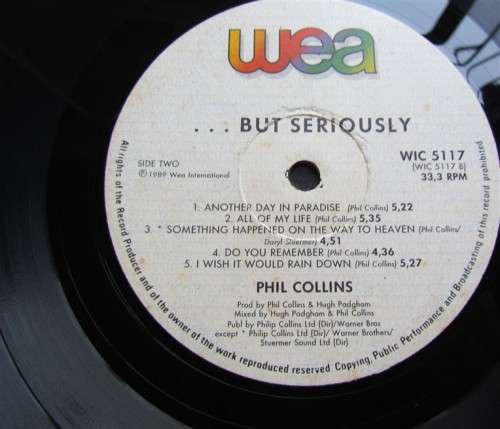 wea
... BUT SERIOUSLY
SIDE TWO
℗1989 Wea International
WIC 5117
(WIC 5117 B)
33,3 RPM
1. ANOTHER DAY IN PARADISE (Phil Collins) 5,22
2. ALL OF MY LIFE (Phil Collins) 5,35
3. * SOMETHING HAPPENED ON THE WAY TO HEAVEN (Phil Collins/
Daryl Stuermer) 4,51
4. DO YOU REMEMBER (Phil Collins) 4,36
5. I WISH IT WOULD RAIN DOWN (Phil Collins) 5,27
PHIL COLLINS
Prod by Phil Collins & Hugh Padgham
Mixed by Hugh Padgham & Phil Collins
Publ by Philip Collins Ltd (Dir)/Warner Bros
except * Philip Collins Ltd (Dir)/ Warner Brothers/
Stuermer Sound Ltd (Dir)
All rights of the Record Producer and of the owner of the work reproduced reserved. Copying, Public Performance and Broadcasting of this record prohibited